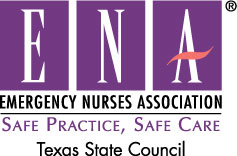 ENA®
EMERGENCY NURSES ASSOCIATION
SAFE PRACTICE, SAFE CARE
Texas State Council